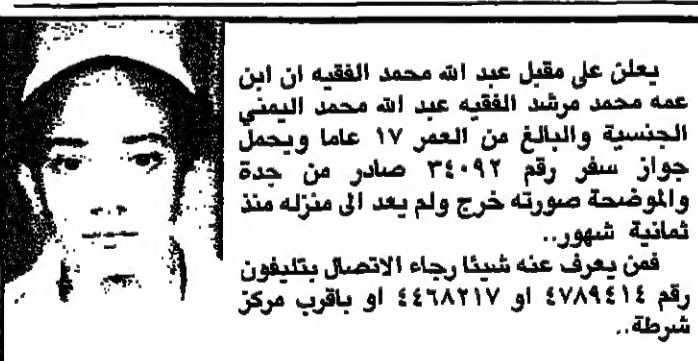 يعلن على مقبل عبد الله محمد الفقيه ان ابن
عمه محمد مرشد الفقيه عبد الله محمد اليمني
الجنسية والبالغ من العمر ١٧ عاما ويحمل
جواز سفر رقم ٣٤٠٩٢ صادر من جدة
والموضحة صورته خرج ولم يعد الى منزله منذ
ثمانية شهور..
فمن يعرف عنه شيئا رجاء الاتصال بتليفون
رقم ٤٧٨٩٤١٤ او ٤٤٦٨٢١٧ او باقرب مركز
شرطة..